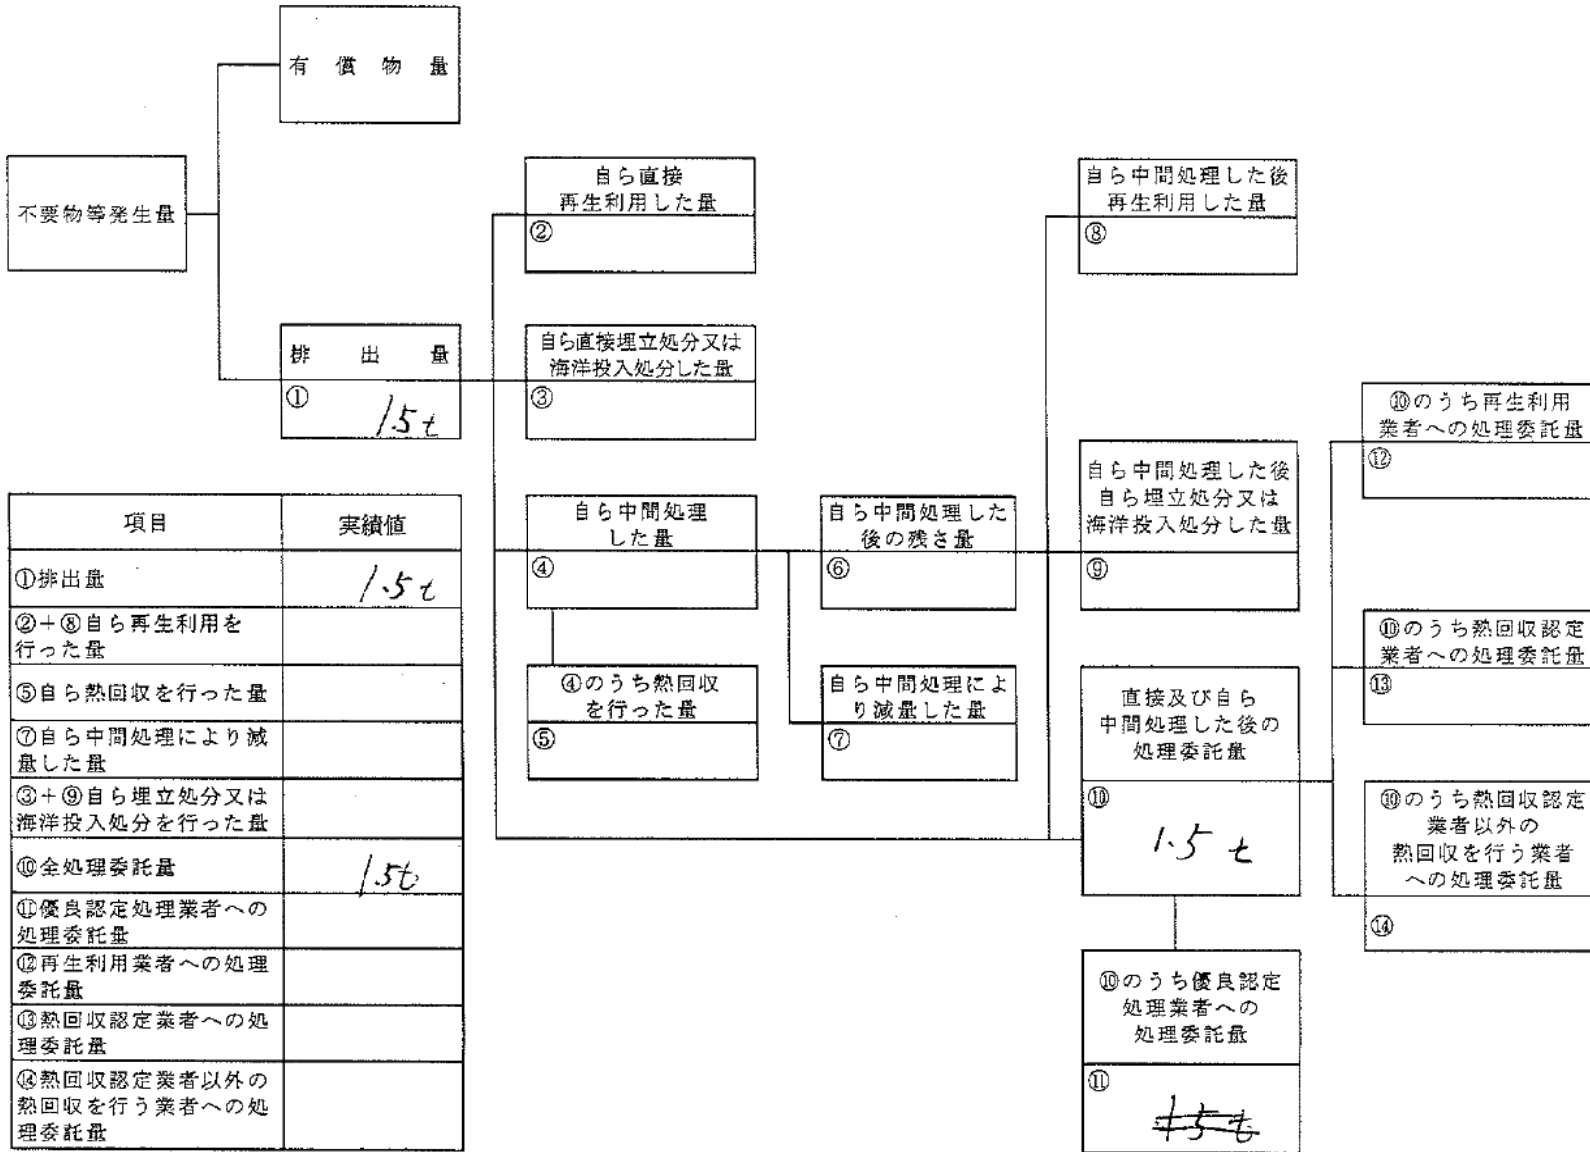 有償物量
不要物等発生量
排出量
①
1.5t
自ら直接
再生利用した量
②
自ら直接埋立処分又は
海洋投入処分した量
③
自ら中間処理
した量
④
④のうち熱回収
を行った量
⑤
自ら中間処理した
後の残さ量
⑥
自ら中間処理によ
り減量した量
⑦
自ら中間処理した後
再生利用した量
⑧
自ら中間処理した後
自ら埋立処分又は
海洋投入処分した量
⑨
直接及び自ら
中間処理した後の
処理委託量
⑩
1.5t
⑩のうち優良認定
処理業者への
処理委託量
⑪
1.5t
⑩のうち再生利用
業者への処理委託量
⑫
⑩のうち熱回収認定
業者への処理委託量
⑬
⑩のうち熱回収認定
業者以外の
熱回収を行う業者
への処理委託量
⑭
項目 実績値
①排出量 1.5t
②+⑧自ら再生利用を
行った量
⑤自ら熱回収を行った量
⑦自ら中間処理により減
量した量
③+⑨自ら埋立処分又は
海洋投入処分を行った量
⑩全処理委託量 1.5t
⑪優良認定処理業者への
処理委託量
⑫再生利用業者への処理
委託量
⑬熱回収認定業者への処
理委託量
⑭熱回収認定業者以外の
熱回収を行う業者への処
理委託量